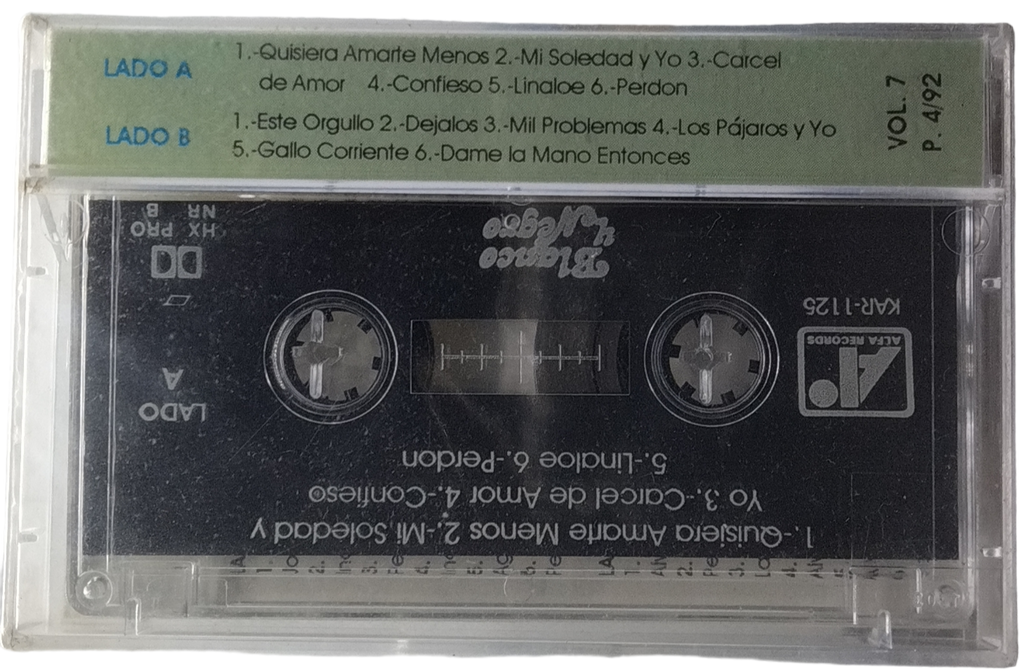 LADO A
1.-Quisiera Amarte Menos 2.-Mi Soledad y Yo 3.-Carcel
de Amor 4.-Confieso 5.-Linaloe 6.-Perdon
LADO B
1.-Este Orgullo 2.-Dejalos 3.-Mil Problemas 4.-Los Pájaros y Yo
5.-Gallo Corriente 6.-Dame la Mano Entonces
VOL. 7
P. 4/92
1.-Quisiera Amarte Menos 2.-Mi Soledad y
Yo 3.-Carcel de Amor 4.-Confieso
5.-Linaloe 6.-Perdon
LADO
A
ALFA RECORDS
KAR-1125
HX PRO
B NR
Blanco
y Negro